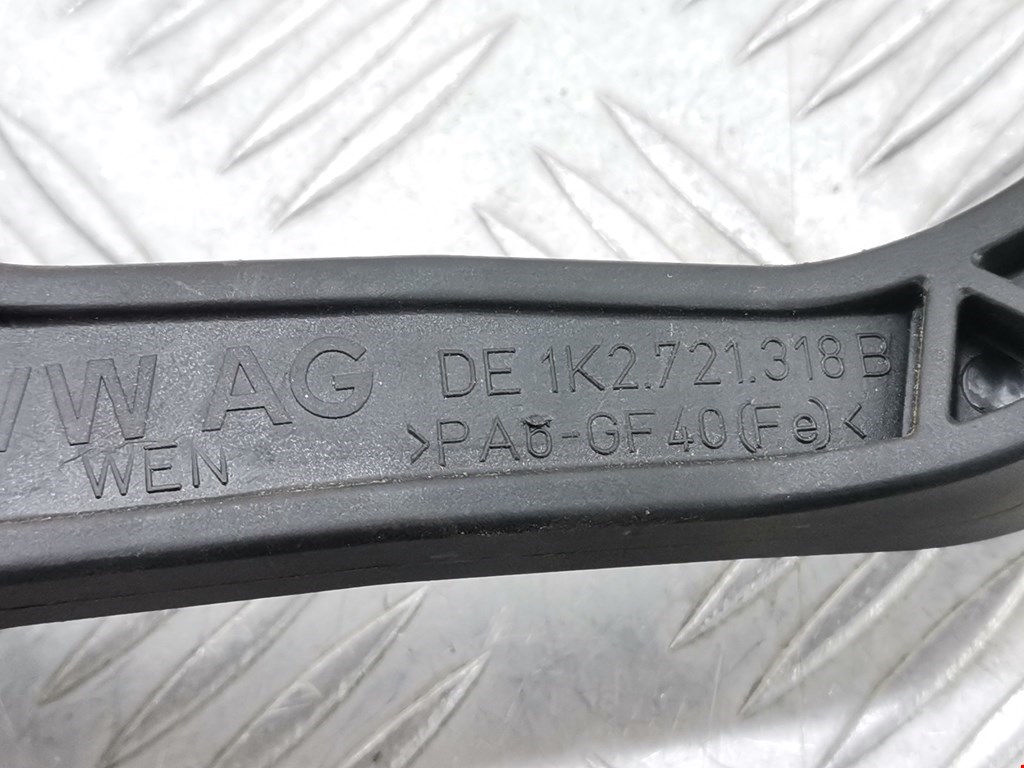 VW AG
WEN
DE 1K2.721.318 B
>PA6-GF40(Fe)<